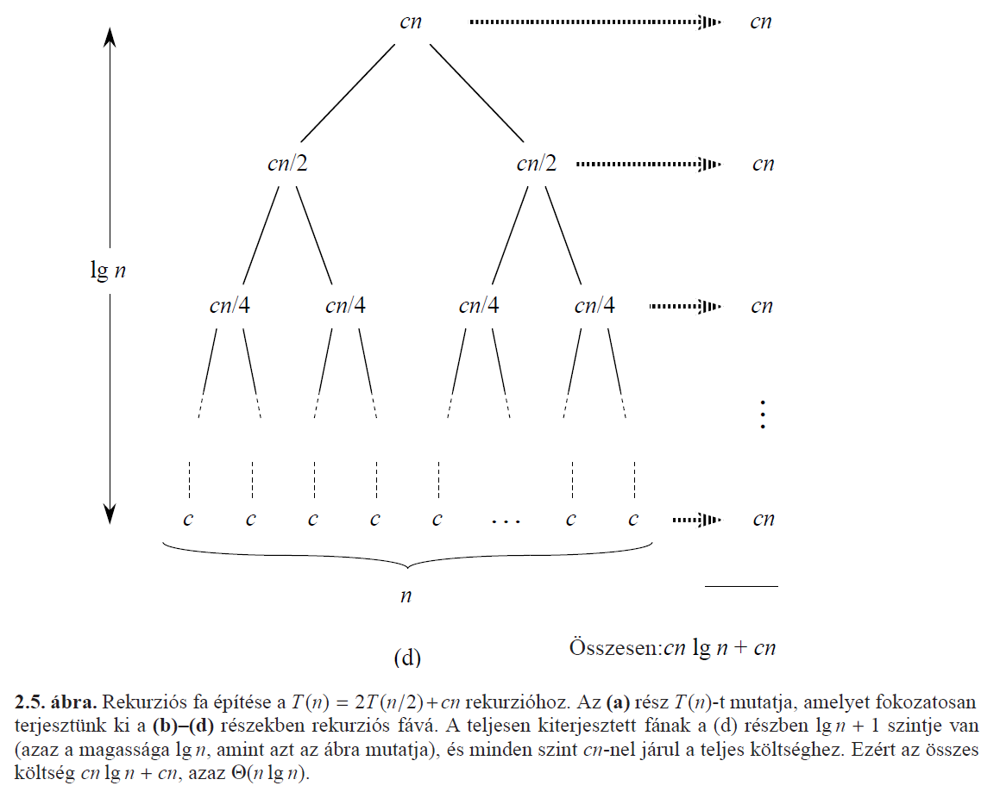 cn cn
cn/2 cn/2 cn
lg n
cn/4 cn/4 cn/4 cn/4 cn
⋮
c c c c c ... c c cn
n
(d) Összesen:cn lg n + cn
2.5. ábra. Rekurziós fa építése a T(n) = 2T(n/2)+cn rekurzióhoz. Az (a) rész T(n)-t mutatja, amelyet fokozatosan
terjesztünk ki a (b)–(d) részekben rekurziós fává. A teljesen kiterjesztett fának a (d) részben lg n + 1 szintje van
(azaz a magassága lg n, amint azt az ábra mutatja), és minden szint cn-nel járul a teljes költséghez. Ezért az összes
költség cn lg n + cn, azaz Θ(n lg n).